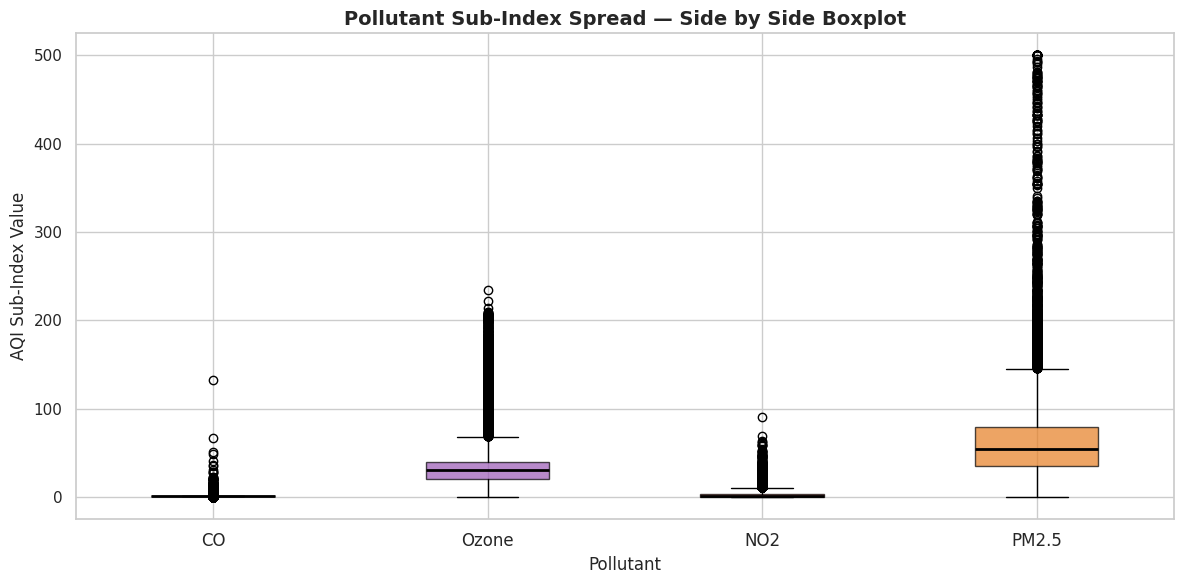 Pollutant Sub-Index Spread — Side by Side Boxplot
AQI Sub-Index Value
500
400
300
200
100
0
CO
Ozone
NO2
PM2.5
Pollutant